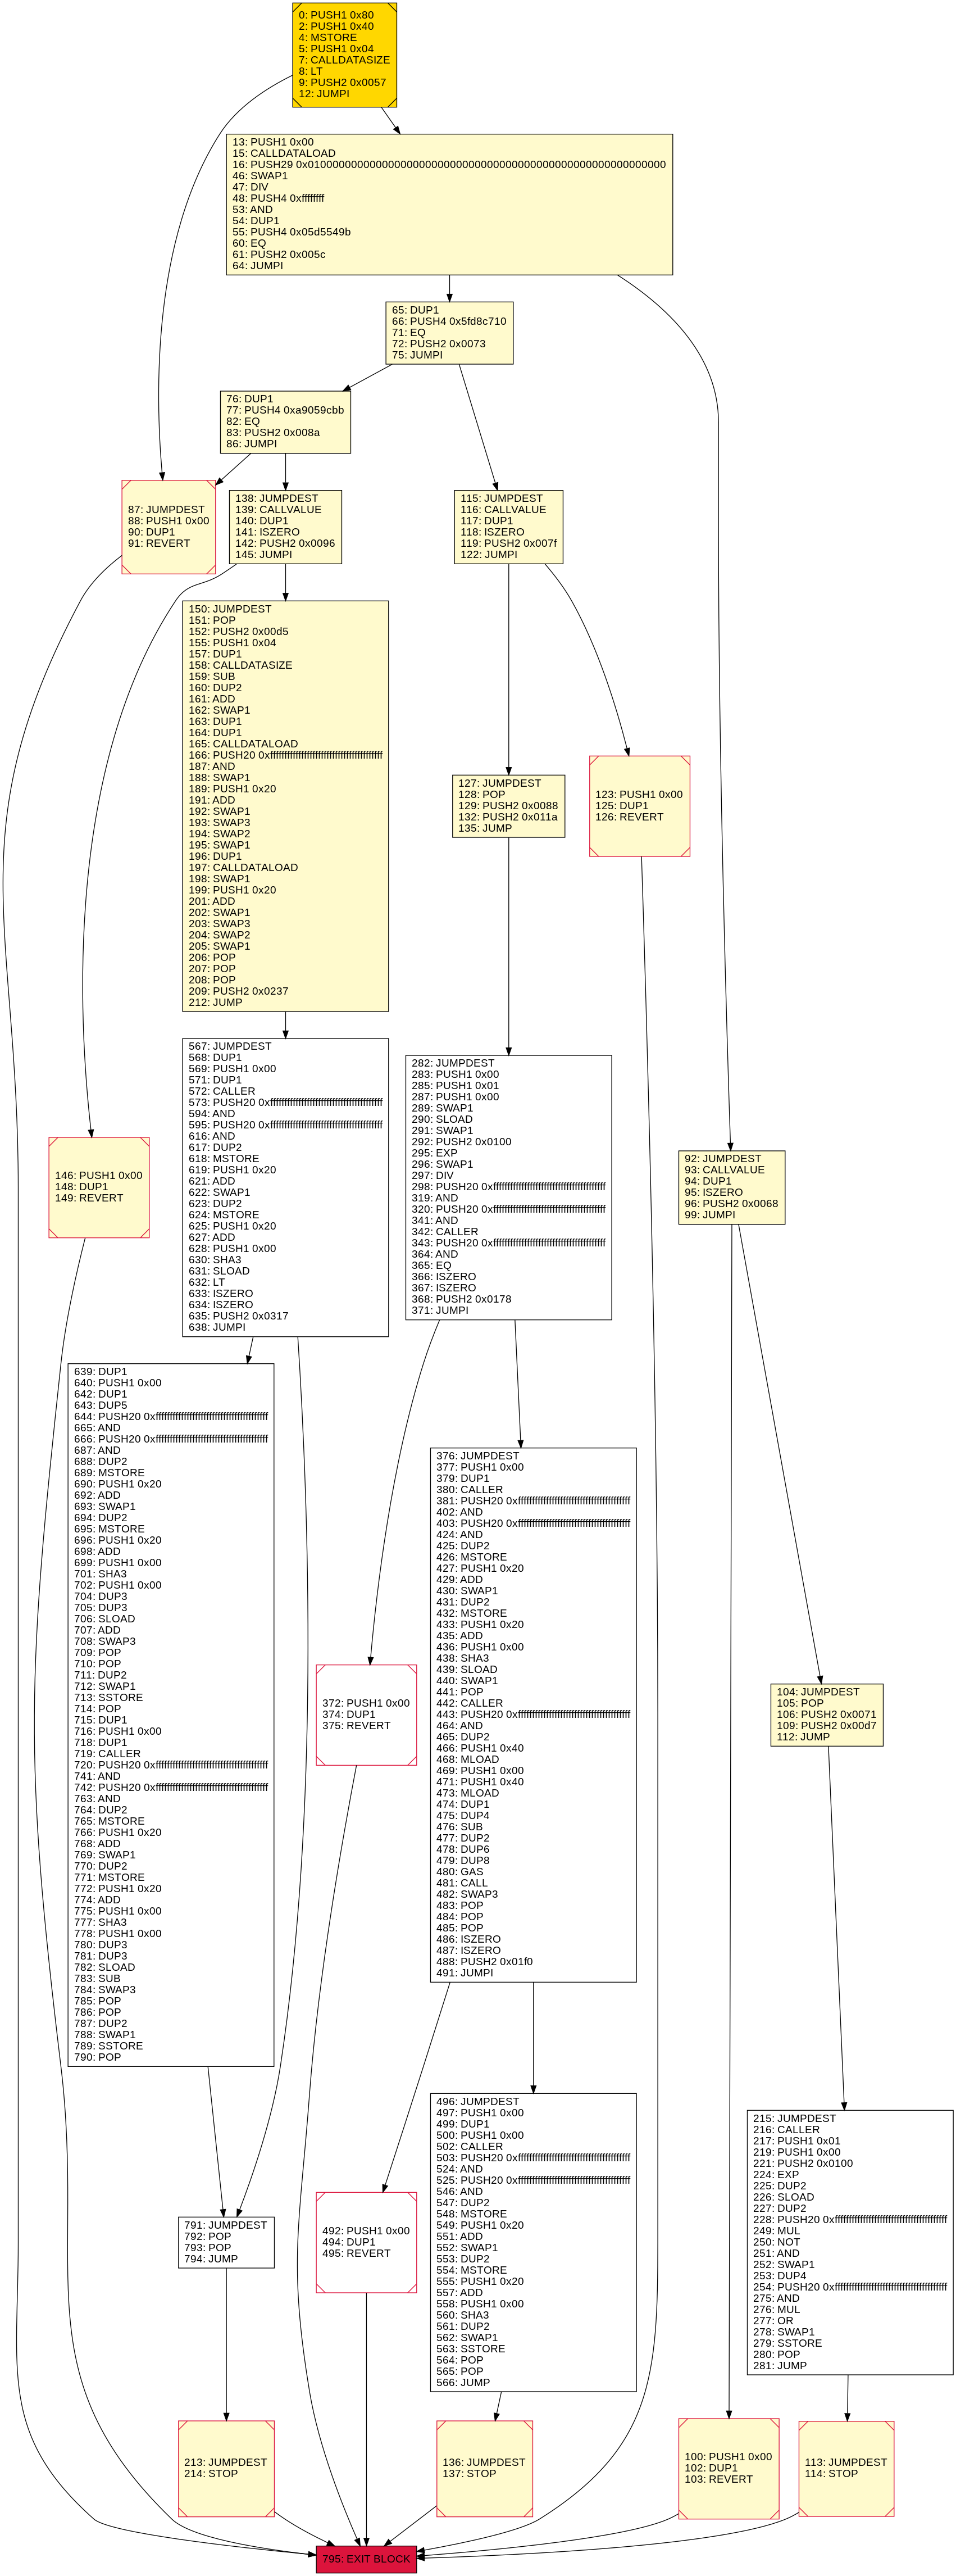 0: PUSH1 0x80
2: PUSH1 0x40
4: MSTORE
5: PUSH1 0x04
7: CALLDATASIZE
8: LT
9: PUSH2 0x0057
12: JUMPI
13: PUSH1 0x00
15: CALLDATALOAD
16: PUSH29 0x0100000000000000000000000000000000000000000000000000000000
46: SWAP1
47: DIV
48: PUSH4 0xffffffff
53: AND
54: DUP1
55: PUSH4 0x05d5549b
60: EQ
61: PUSH2 0x005c
64: JUMPI
65: DUP1
66: PUSH4 0x5fd8c710
71: EQ
72: PUSH2 0x0073
75: JUMPI
76: DUP1
77: PUSH4 0xa9059cbb
82: EQ
83: PUSH2 0x008a
86: JUMPI
87: JUMPDEST
88: PUSH1 0x00
90: DUP1
91: REVERT
138: JUMPDEST
139: CALLVALUE
140: DUP1
141: ISZERO
142: PUSH2 0x0096
145: JUMPI
115: JUMPDEST
116: CALLVALUE
117: DUP1
118: ISZERO
119: PUSH2 0x007f
122: JUMPI
150: JUMPDEST
151: POP
152: PUSH2 0x00d5
155: PUSH1 0x04
157: DUP1
158: CALLDATASIZE
159: SUB
160: DUP2
161: ADD
162: SWAP1
163: DUP1
164: DUP1
165: CALLDATALOAD
166: PUSH20 0xffffffffffffffffffffffffffffffffffffffff
187: AND
188: SWAP1
189: PUSH1 0x20
191: ADD
192: SWAP1
193: SWAP3
194: SWAP2
195: SWAP1
196: DUP1
197: CALLDATALOAD
198: SWAP1
199: PUSH1 0x20
201: ADD
202: SWAP1
203: SWAP3
204: SWAP2
205: SWAP1
206: POP
207: POP
208: POP
209: PUSH2 0x0237
212: JUMP
127: JUMPDEST
128: POP
129: PUSH2 0x0088
132: PUSH2 0x011a
135: JUMP
123: PUSH1 0x00
125: DUP1
126: REVERT
567: JUMPDEST
568: DUP1
569: PUSH1 0x00
571: DUP1
572: CALLER
573: PUSH20 0xffffffffffffffffffffffffffffffffffffffff
594: AND
595: PUSH20 0xffffffffffffffffffffffffffffffffffffffff
616: AND
617: DUP2
618: MSTORE
619: PUSH1 0x20
621: ADD
622: SWAP1
623: DUP2
624: MSTORE
625: PUSH1 0x20
627: ADD
628: PUSH1 0x00
630: SHA3
631: SLOAD
632: LT
633: ISZERO
634: ISZERO
635: PUSH2 0x0317
638: JUMPI
282: JUMPDEST
283: PUSH1 0x00
285: PUSH1 0x01
287: PUSH1 0x00
289: SWAP1
290: SLOAD
291: SWAP1
292: PUSH2 0x0100
295: EXP
296: SWAP1
297: DIV
298: PUSH20 0xffffffffffffffffffffffffffffffffffffffff
319: AND
320: PUSH20 0xffffffffffffffffffffffffffffffffffffffff
341: AND
342: CALLER
343: PUSH20 0xffffffffffffffffffffffffffffffffffffffff
364: AND
365: EQ
366: ISZERO
367: ISZERO
368: PUSH2 0x0178
371: JUMPI
146: PUSH1 0x00
148: DUP1
149: REVERT
92: JUMPDEST
93: CALLVALUE
94: DUP1
95: ISZERO
96: PUSH2 0x0068
99: JUMPI
639: DUP1
640: PUSH1 0x00
642: DUP1
643: DUP5
644: PUSH20 0xffffffffffffffffffffffffffffffffffffffff
665: AND
666: PUSH20 0xffffffffffffffffffffffffffffffffffffffff
687: AND
688: DUP2
689: MSTORE
690: PUSH1 0x20
692: ADD
693: SWAP1
694: DUP2
695: MSTORE
696: PUSH1 0x20
698: ADD
699: PUSH1 0x00
701: SHA3
702: PUSH1 0x00
704: DUP3
705: DUP3
706: SLOAD
707: ADD
708: SWAP3
709: POP
710: POP
711: DUP2
712: SWAP1
713: SSTORE
714: POP
715: DUP1
716: PUSH1 0x00
718: DUP1
719: CALLER
720: PUSH20 0xffffffffffffffffffffffffffffffffffffffff
741: AND
742: PUSH20 0xffffffffffffffffffffffffffffffffffffffff
763: AND
764: DUP2
765: MSTORE
766: PUSH1 0x20
768: ADD
769: SWAP1
770: DUP2
771: MSTORE
772: PUSH1 0x20
774: ADD
775: PUSH1 0x00
777: SHA3
778: PUSH1 0x00
780: DUP3
781: DUP3
782: SLOAD
783: SUB
784: SWAP3
785: POP
786: POP
787: DUP2
788: SWAP1
789: SSTORE
790: POP
376: JUMPDEST
377: PUSH1 0x00
379: DUP1
380: CALLER
381: PUSH20 0xffffffffffffffffffffffffffffffffffffffff
402: AND
403: PUSH20 0xffffffffffffffffffffffffffffffffffffffff
424: AND
425: DUP2
426: MSTORE
427: PUSH1 0x20
429: ADD
430: SWAP1
431: DUP2
432: MSTORE
433: PUSH1 0x20
435: ADD
436: PUSH1 0x00
438: SHA3
439: SLOAD
440: SWAP1
441: POP
442: CALLER
443: PUSH20 0xffffffffffffffffffffffffffffffffffffffff
464: AND
465: DUP2
466: PUSH1 0x40
468: MLOAD
469: PUSH1 0x00
471: PUSH1 0x40
473: MLOAD
474: DUP1
475: DUP4
476: SUB
477: DUP2
478: DUP6
479: DUP8
480: GAS
481: CALL
482: SWAP3
483: POP
484: POP
485: POP
486: ISZERO
487: ISZERO
488: PUSH2 0x01f0
491: JUMPI
372: PUSH1 0x00
374: DUP1
375: REVERT
104: JUMPDEST
105: POP
106: PUSH2 0x0071
109: PUSH2 0x00d7
112: JUMP
496: JUMPDEST
497: PUSH1 0x00
499: DUP1
500: PUSH1 0x00
502: CALLER
503: PUSH20 0xffffffffffffffffffffffffffffffffffffffff
524: AND
525: PUSH20 0xffffffffffffffffffffffffffffffffffffffff
546: AND
547: DUP2
548: MSTORE
549: PUSH1 0x20
551: ADD
552: SWAP1
553: DUP2
554: MSTORE
555: PUSH1 0x20
557: ADD
558: PUSH1 0x00
560: SHA3
561: DUP2
562: SWAP1
563: SSTORE
564: POP
565: POP
566: JUMP
215: JUMPDEST
216: CALLER
217: PUSH1 0x01
219: PUSH1 0x00
221: PUSH2 0x0100
224: EXP
225: DUP2
226: SLOAD
227: DUP2
228: PUSH20 0xffffffffffffffffffffffffffffffffffffffff
249: MUL
250: NOT
251: AND
252: SWAP1
253: DUP4
254: PUSH20 0xffffffffffffffffffffffffffffffffffffffff
275: AND
276: MUL
277: OR
278: SWAP1
279: SSTORE
280: POP
281: JUMP
492: PUSH1 0x00
494: DUP1
495: REVERT
791: JUMPDEST
792: POP
793: POP
794: JUMP
213: JUMPDEST
214: STOP
136: JUMPDEST
137: STOP
100: PUSH1 0x00
102: DUP1
103: REVERT
113: JUMPDEST
114: STOP
795: EXIT BLOCK